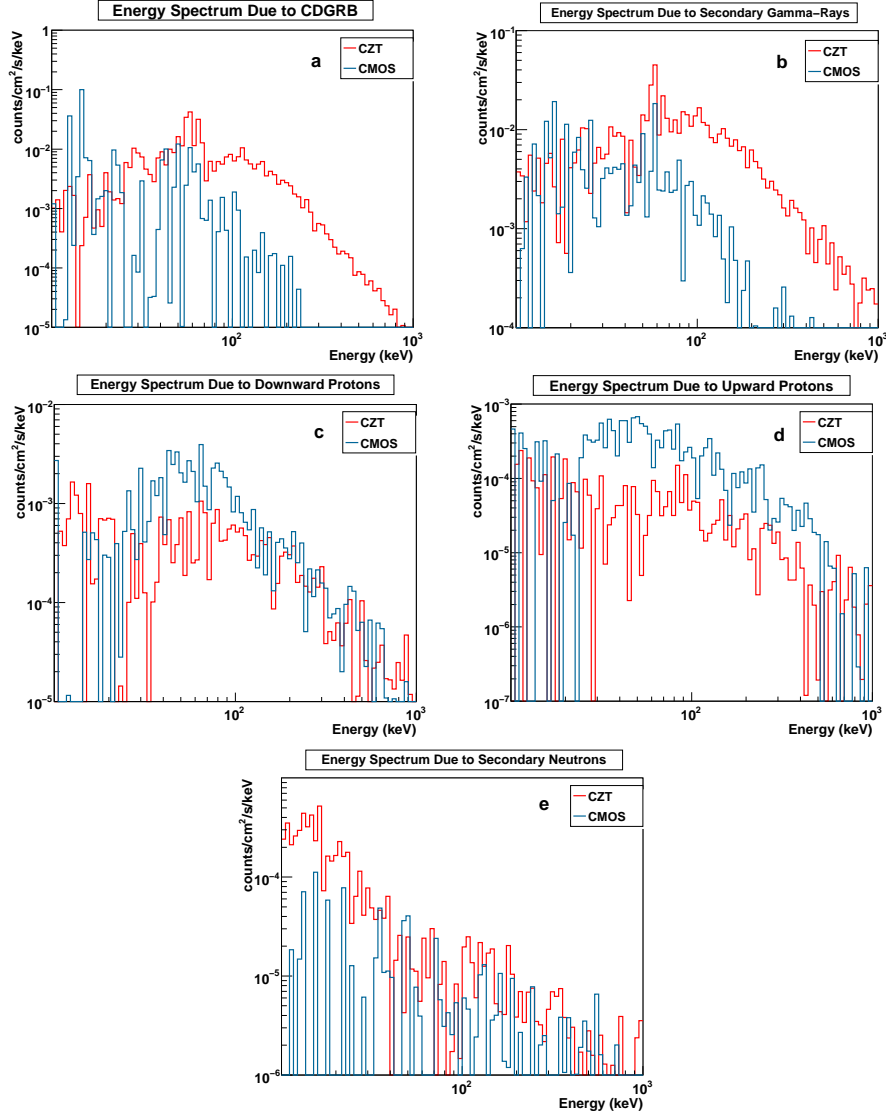 Energy Spectrum Due to CDGRB
counts/cm²/s/keV
1
10⁻¹
10⁻²
10⁻³
10⁻⁴
10⁻⁵
a
CZT
CMOS
10²
10³
Energy (keV)
Energy Spectrum Due to Secondary Gamma−Rays
counts/cm²/s/keV
10⁻¹
10⁻²
10⁻³
10⁻⁴
b
CZT
CMOS
10²
10³
Energy (keV)
Energy Spectrum Due to Downward Protons
counts/cm²/s/keV
10⁻²
10⁻³
10⁻⁴
10⁻⁵
c
CZT
CMOS
10²
10³
Energy (keV)
Energy Spectrum Due to Upward Protons
counts/cm²/s/keV
10⁻³
10⁻⁴
10⁻⁵
10⁻⁶
10⁻⁷
d
CZT
CMOS
10²
10³
Energy (keV)
Energy Spectrum Due to Secondary Neutrons
counts/cm²/s/keV
10⁻⁴
10⁻⁵
10⁻⁶
e
CZT
CMOS
10²
10³
Energy (keV)